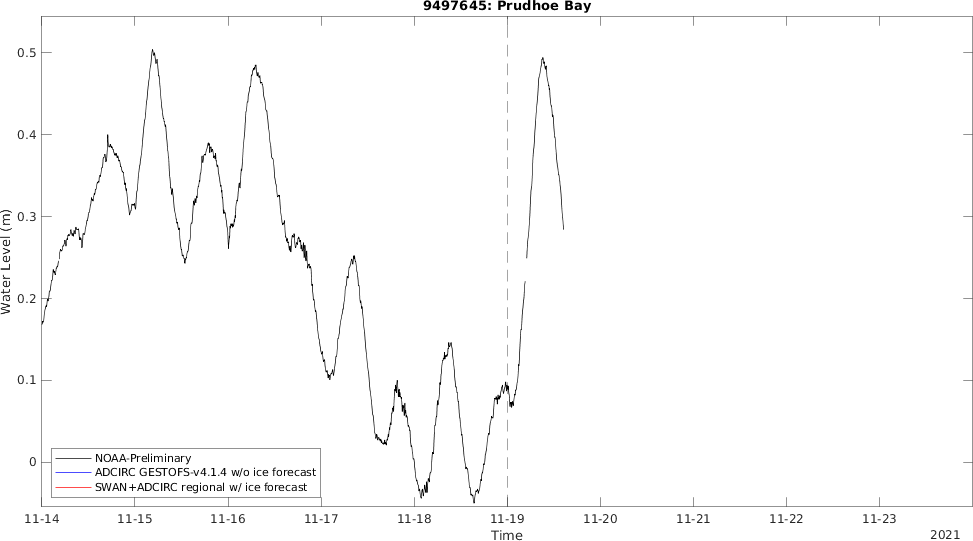 9497645: Prudhoe Bay
Water Level (m)
0.5
0.4
0.3
0.2
0.1
0
NOAA-Preliminary
ADCIRC GESTOFS-v4.1.4 w/o ice forecast
SWAN+ADCIRC regional w/ ice forecast
11-14 11-15 11-16 11-17 11-18 11-19 11-20 11-21 11-22 11-23
Time
2021